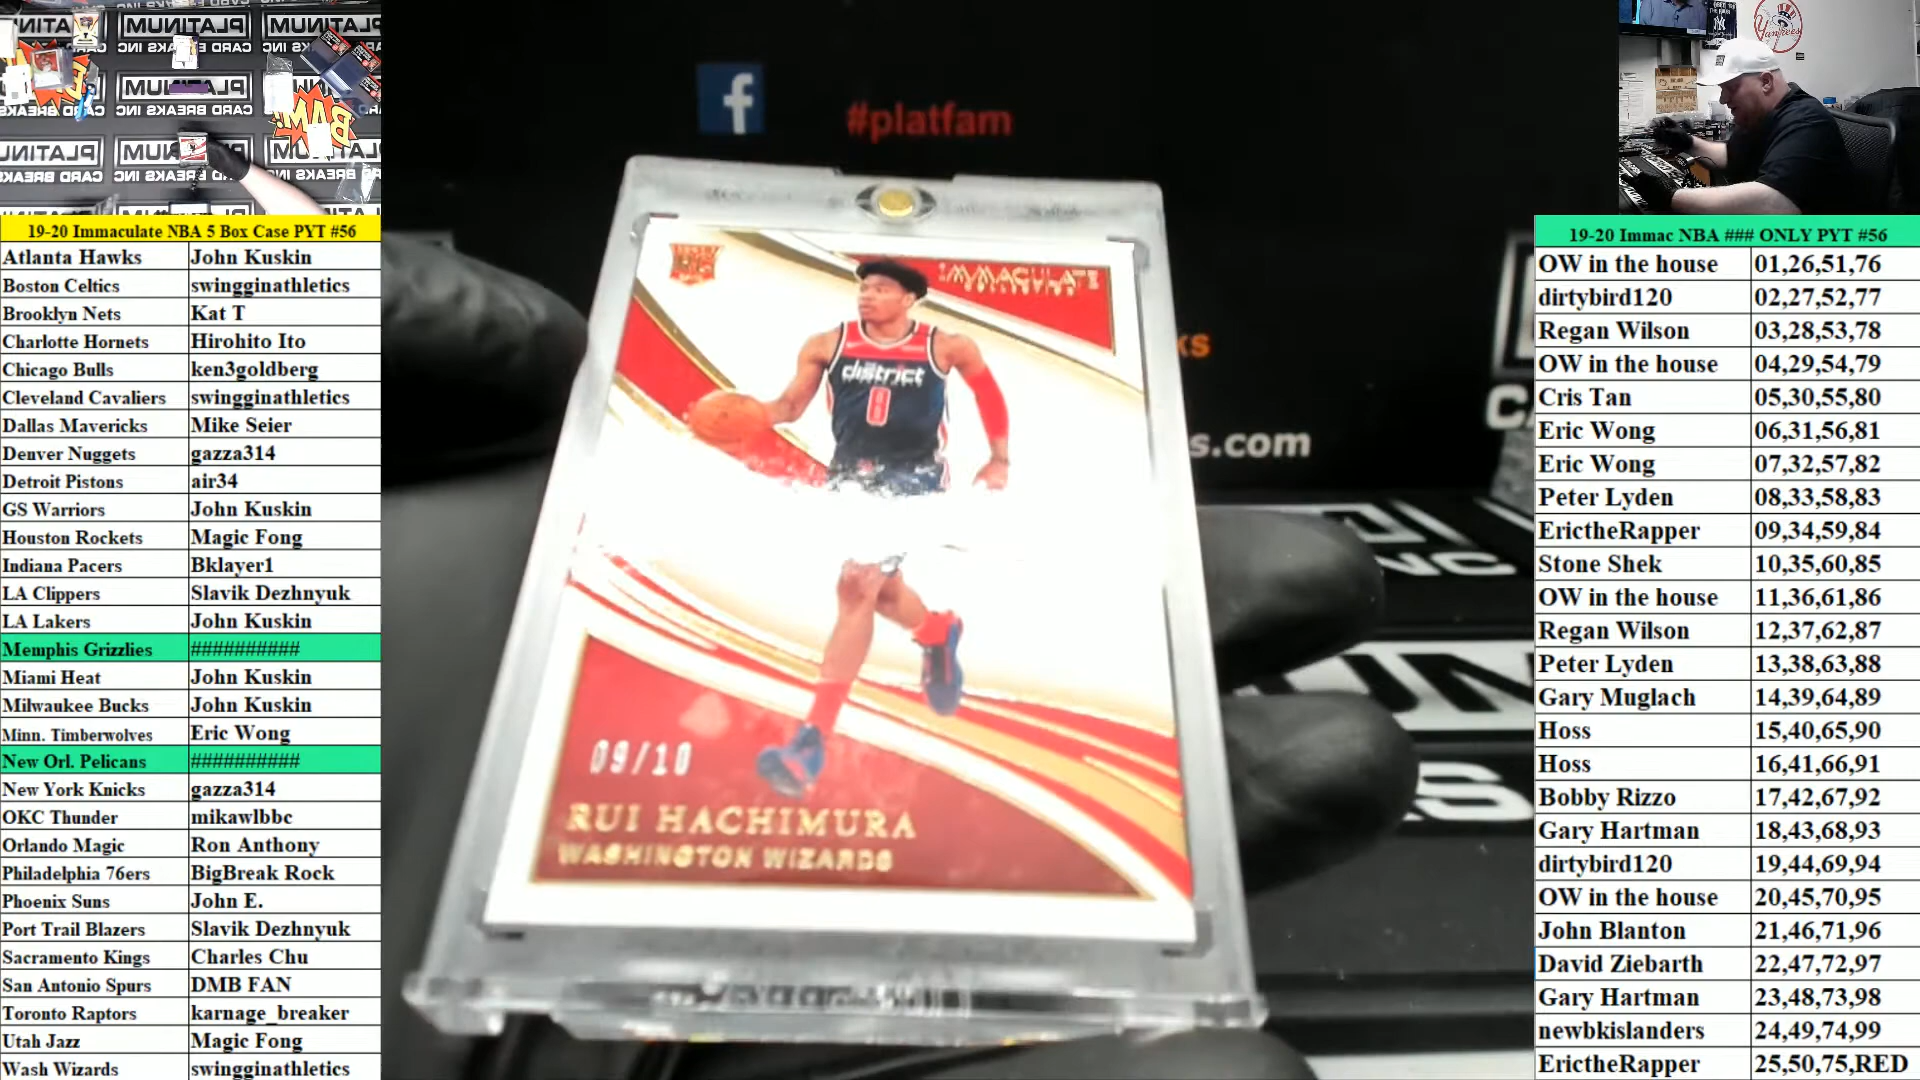 19-20 Immaculate NBA 5 Box Case PYT #56
Atlanta Hawks John Kuskin
Boston Celtics swingginathletics
Brooklyn Nets Kat T
Charlotte Hornets Hirohito Ito
Chicago Bulls ken3goldberg
Cleveland Cavaliers swingginathletics
Dallas Mavericks Mike Seier
Denver Nuggets gazza314
Detroit Pistons air34
GS Warriors John Kuskin
Houston Rockets Magic Fong
Indiana Pacers Bklayer1
LA Clippers Slavik Dezhnyuk
LA Lakers John Kuskin
Memphis Grizzlies ###########
Miami Heat John Kuskin
Milwaukee Bucks John Kuskin
Minn. Timberwolves Eric Wong
New Orl. Pelicans ###########
New York Knicks gazza314
OKC Thunder mikawlbbc
Orlando Magic Ron Anthony
Philadelphia 76ers BigBreak Rock
Phoenix Suns John E.
Port Trail Blazers Slavik Dezhnyuk
Sacramento Kings Charles Chu
San Antonio Spurs DMB FAN
Toronto Raptors karnage_breaker
Utah Jazz Magic Fong
Wash Wizards swingginathletics
f #platfam
IMMACULATE
COLLECTION
district
8
09/10
RUI HACHIMURA
WASHINGTON WIZARDS
ks
s.com
Yankees
PLATINUM
CARD BREAKS INC
BAM
19-20 Immac NBA ### ONLY PYT #56
OW in the house 01,26,51,76
dirtybird120 02,27,52,77
Regan Wilson 03,28,53,78
OW in the house 04,29,54,79
Cris Tan 05,30,55,80
Eric Wong 06,31,56,81
Eric Wong 07,32,57,82
Peter Lyden 08,33,58,83
ErictheRapper 09,34,59,84
Stone Shek 10,35,60,85
OW in the house 11,36,61,86
Regan Wilson 12,37,62,87
Peter Lyden 13,38,63,88
Gary Muglach 14,39,64,89
Hoss 15,40,65,90
Hoss 16,41,66,91
Bobby Rizzo 17,42,67,92
Gary Hartman 18,43,68,93
dirtybird120 19,44,69,94
OW in the house 20,45,70,95
John Blanton 21,46,71,96
David Ziebarth 22,47,72,97
Gary Hartman 23,48,73,98
newbkislanders 24,49,74,99
ErictheRapper 25,50,75,RED